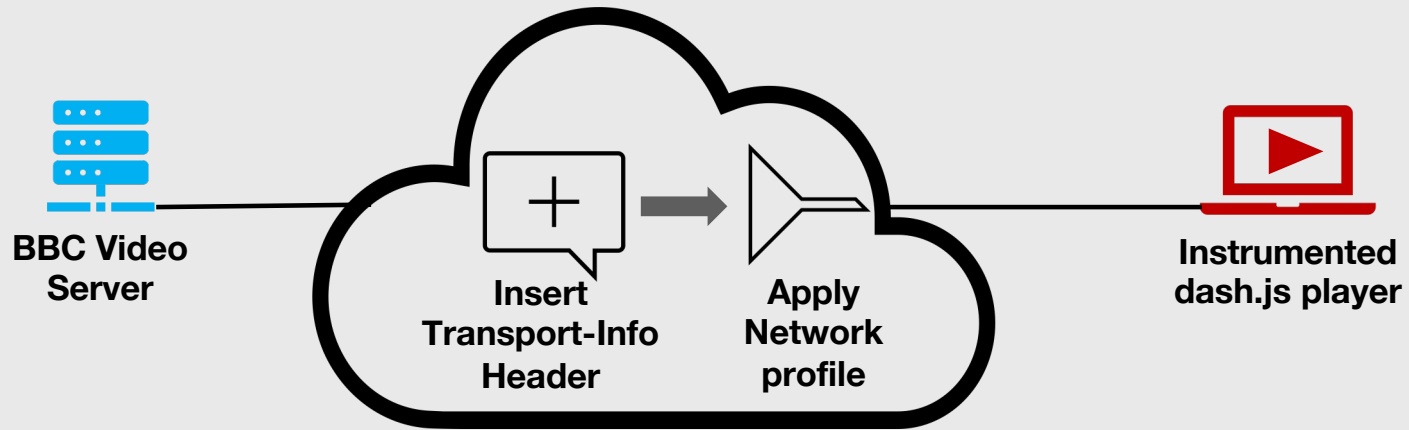 BBC Video
Server
Insert
Transport-Info
Header
Apply
Network
profile
Instrumented
dash.js player